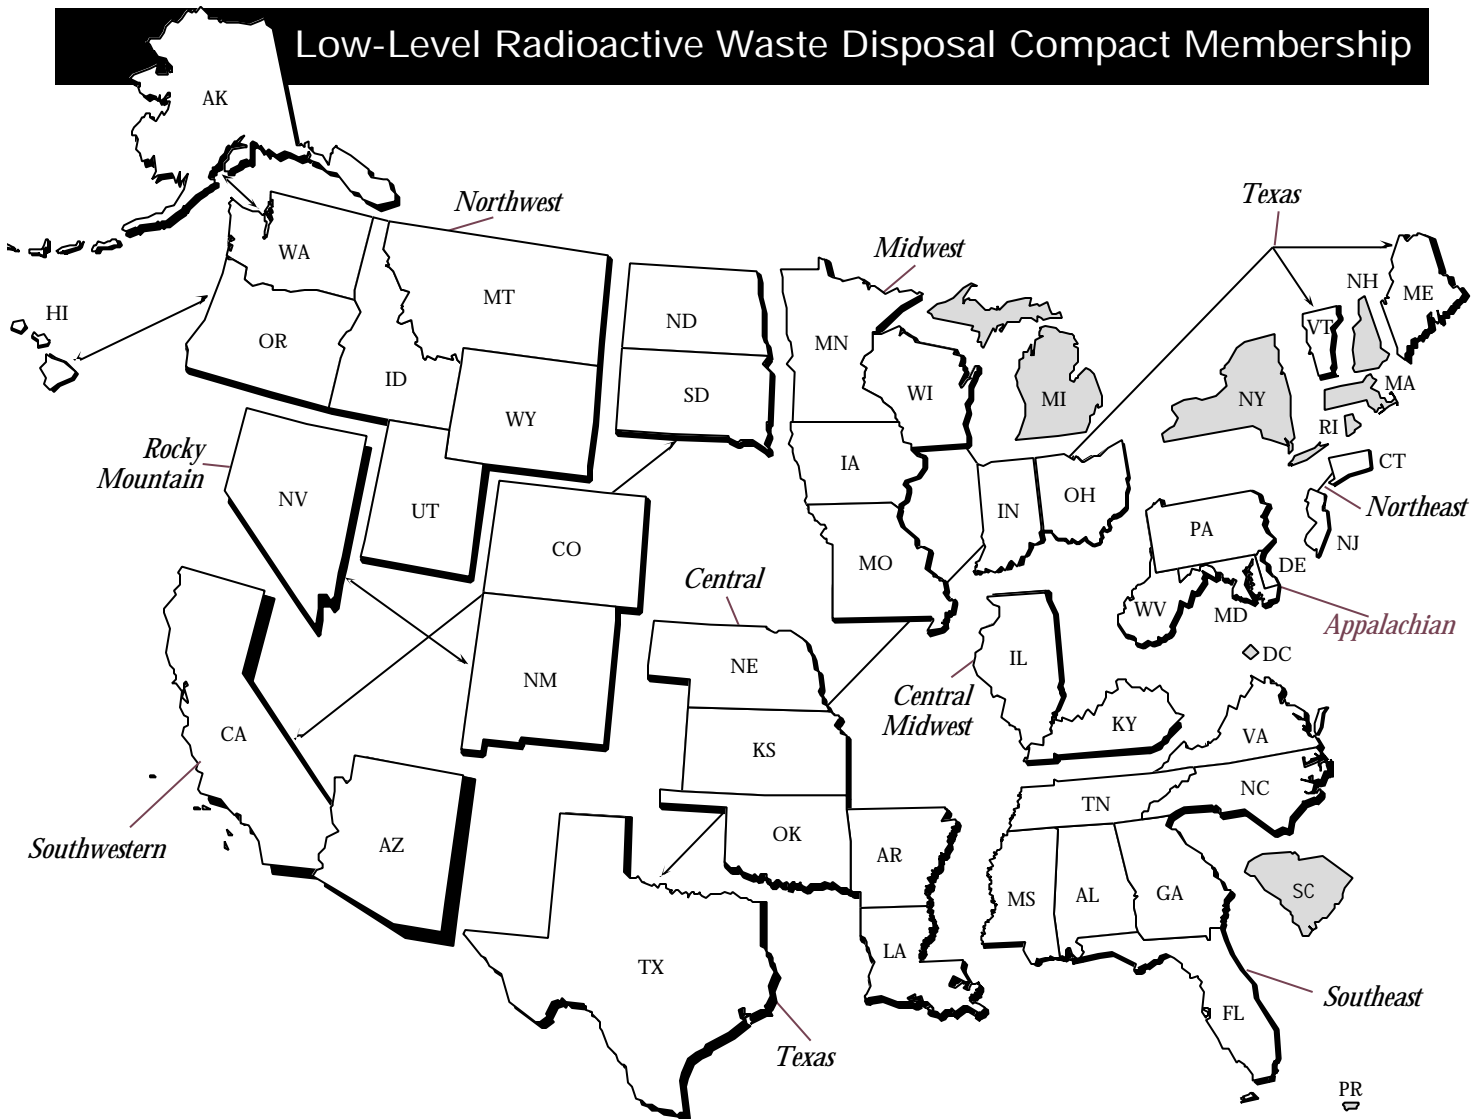 Low-Level Radioactive Waste Disposal Compact Membership
AK
Northwest
Texas
WA
Midwest
NH
ME
MT
HI
ND
VT
OR
MN
ID
SD
WI
MI
NY
MA
WY
RI
Rocky
Mountain
IA
CT
NV
UT
IN
OH
Northeast
PA
NJ
CO
MO
DE
Central
WV
MD
Appalachian
DC
IL
NE
NM
Central
Midwest
KY
CA
VA
KS
NC
TN
OK
AZ
Southwestern
AR
MS
AL
GA
SC
LA
TX
Southeast
FL
Texas
PR